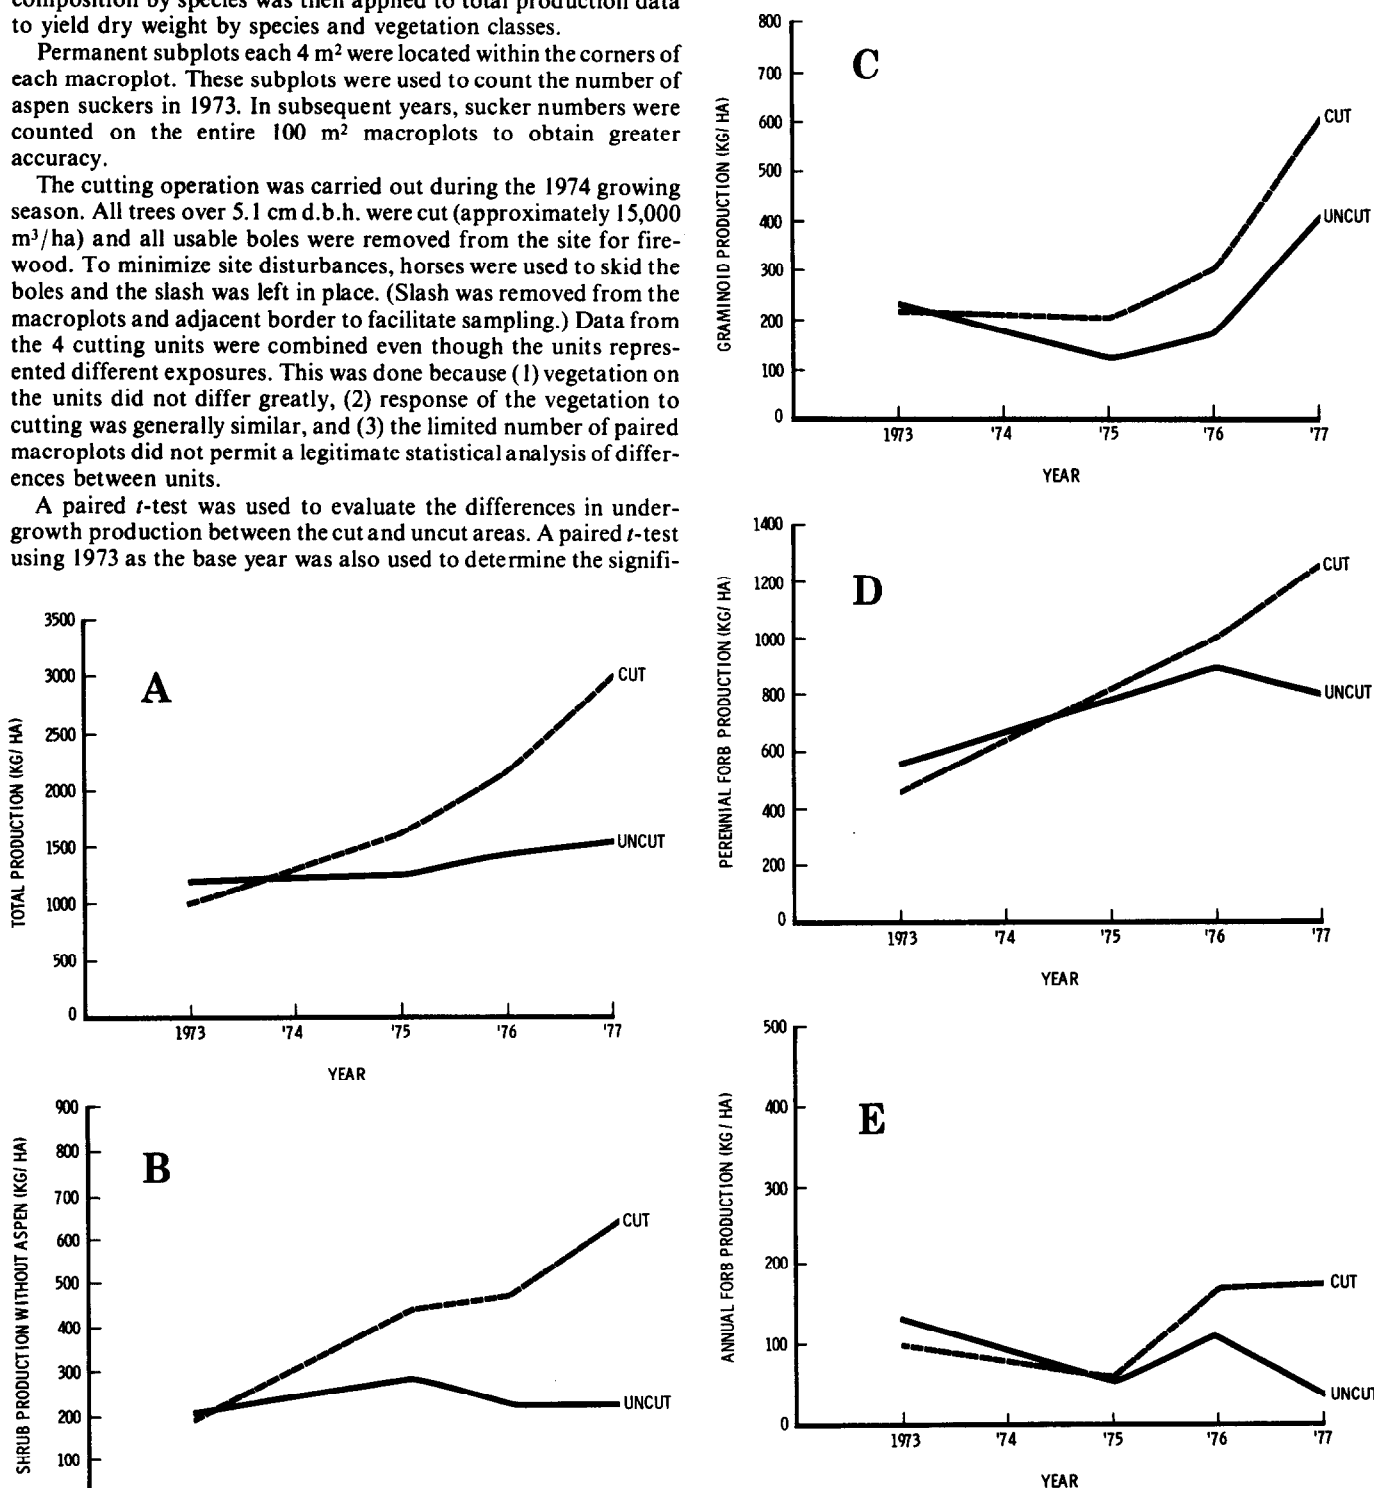 composition by species was then applied to total production data
to yield dry weight by species and vegetation classes.
Permanent subplots each 4 m² were located within the corners of
each macroplot. These subplots were used to count the number of
aspen suckers in 1973. In subsequent years, sucker numbers were
counted on the entire 100 m² macroplots to obtain greater
accuracy.
The cutting operation was carried out during the 1974 growing
season. All trees over 5.1 cm d.b.h. were cut (approximately 15,000
m³/ha) and all usable boles were removed from the site for fire-
wood. To minimize site disturbances, horses were used to skid the
boles and the slash was left in place. (Slash was removed from the
macroplots and adjacent border to facilitate sampling.) Data from
the 4 cutting units were combined even though the units repres-
ented different exposures. This was done because (1) vegetation on
the units did not differ greatly, (2) response of the vegetation to
cutting was generally similar, and (3) the limited number of paired
macroplots did not permit a legitimate statistical analysis of differ-
ences between units.
A paired t-test was used to evaluate the differences in under-
growth production between the cut and uncut areas. A paired t-test
using 1973 as the base year was also used to determine the signifi-
A
TOTAL PRODUCTION (KG/ HA)
3500
3000
2500
2000
1500
1000
500
0
CUT
UNCUT
1973 '74 '75 '76 '77
YEAR
B
SHRUB PRODUCTION WITHOUT ASPEN (KG/ HA)
900
800
700
600
500
400
300
200
100
CUT
UNCUT
C
GRAMINOID PRODUCTION (KG/ HA)
800
700
600
500
400
300
200
100
0
CUT
UNCUT
1973 '74 '75 '76 '77
YEAR
D
PERENNIAL FORB PRODUCTION (KG/ HA)
1400
1200
1000
800
600
400
200
0
CUT
UNCUT
1973 '74 '75 '76 '77
YEAR
E
ANNUAL FORB PRODUCTION (KG/ HA)
500
400
300
200
100
0
CUT
UNCUT
1973 '74 '75 '76 '77
YEAR